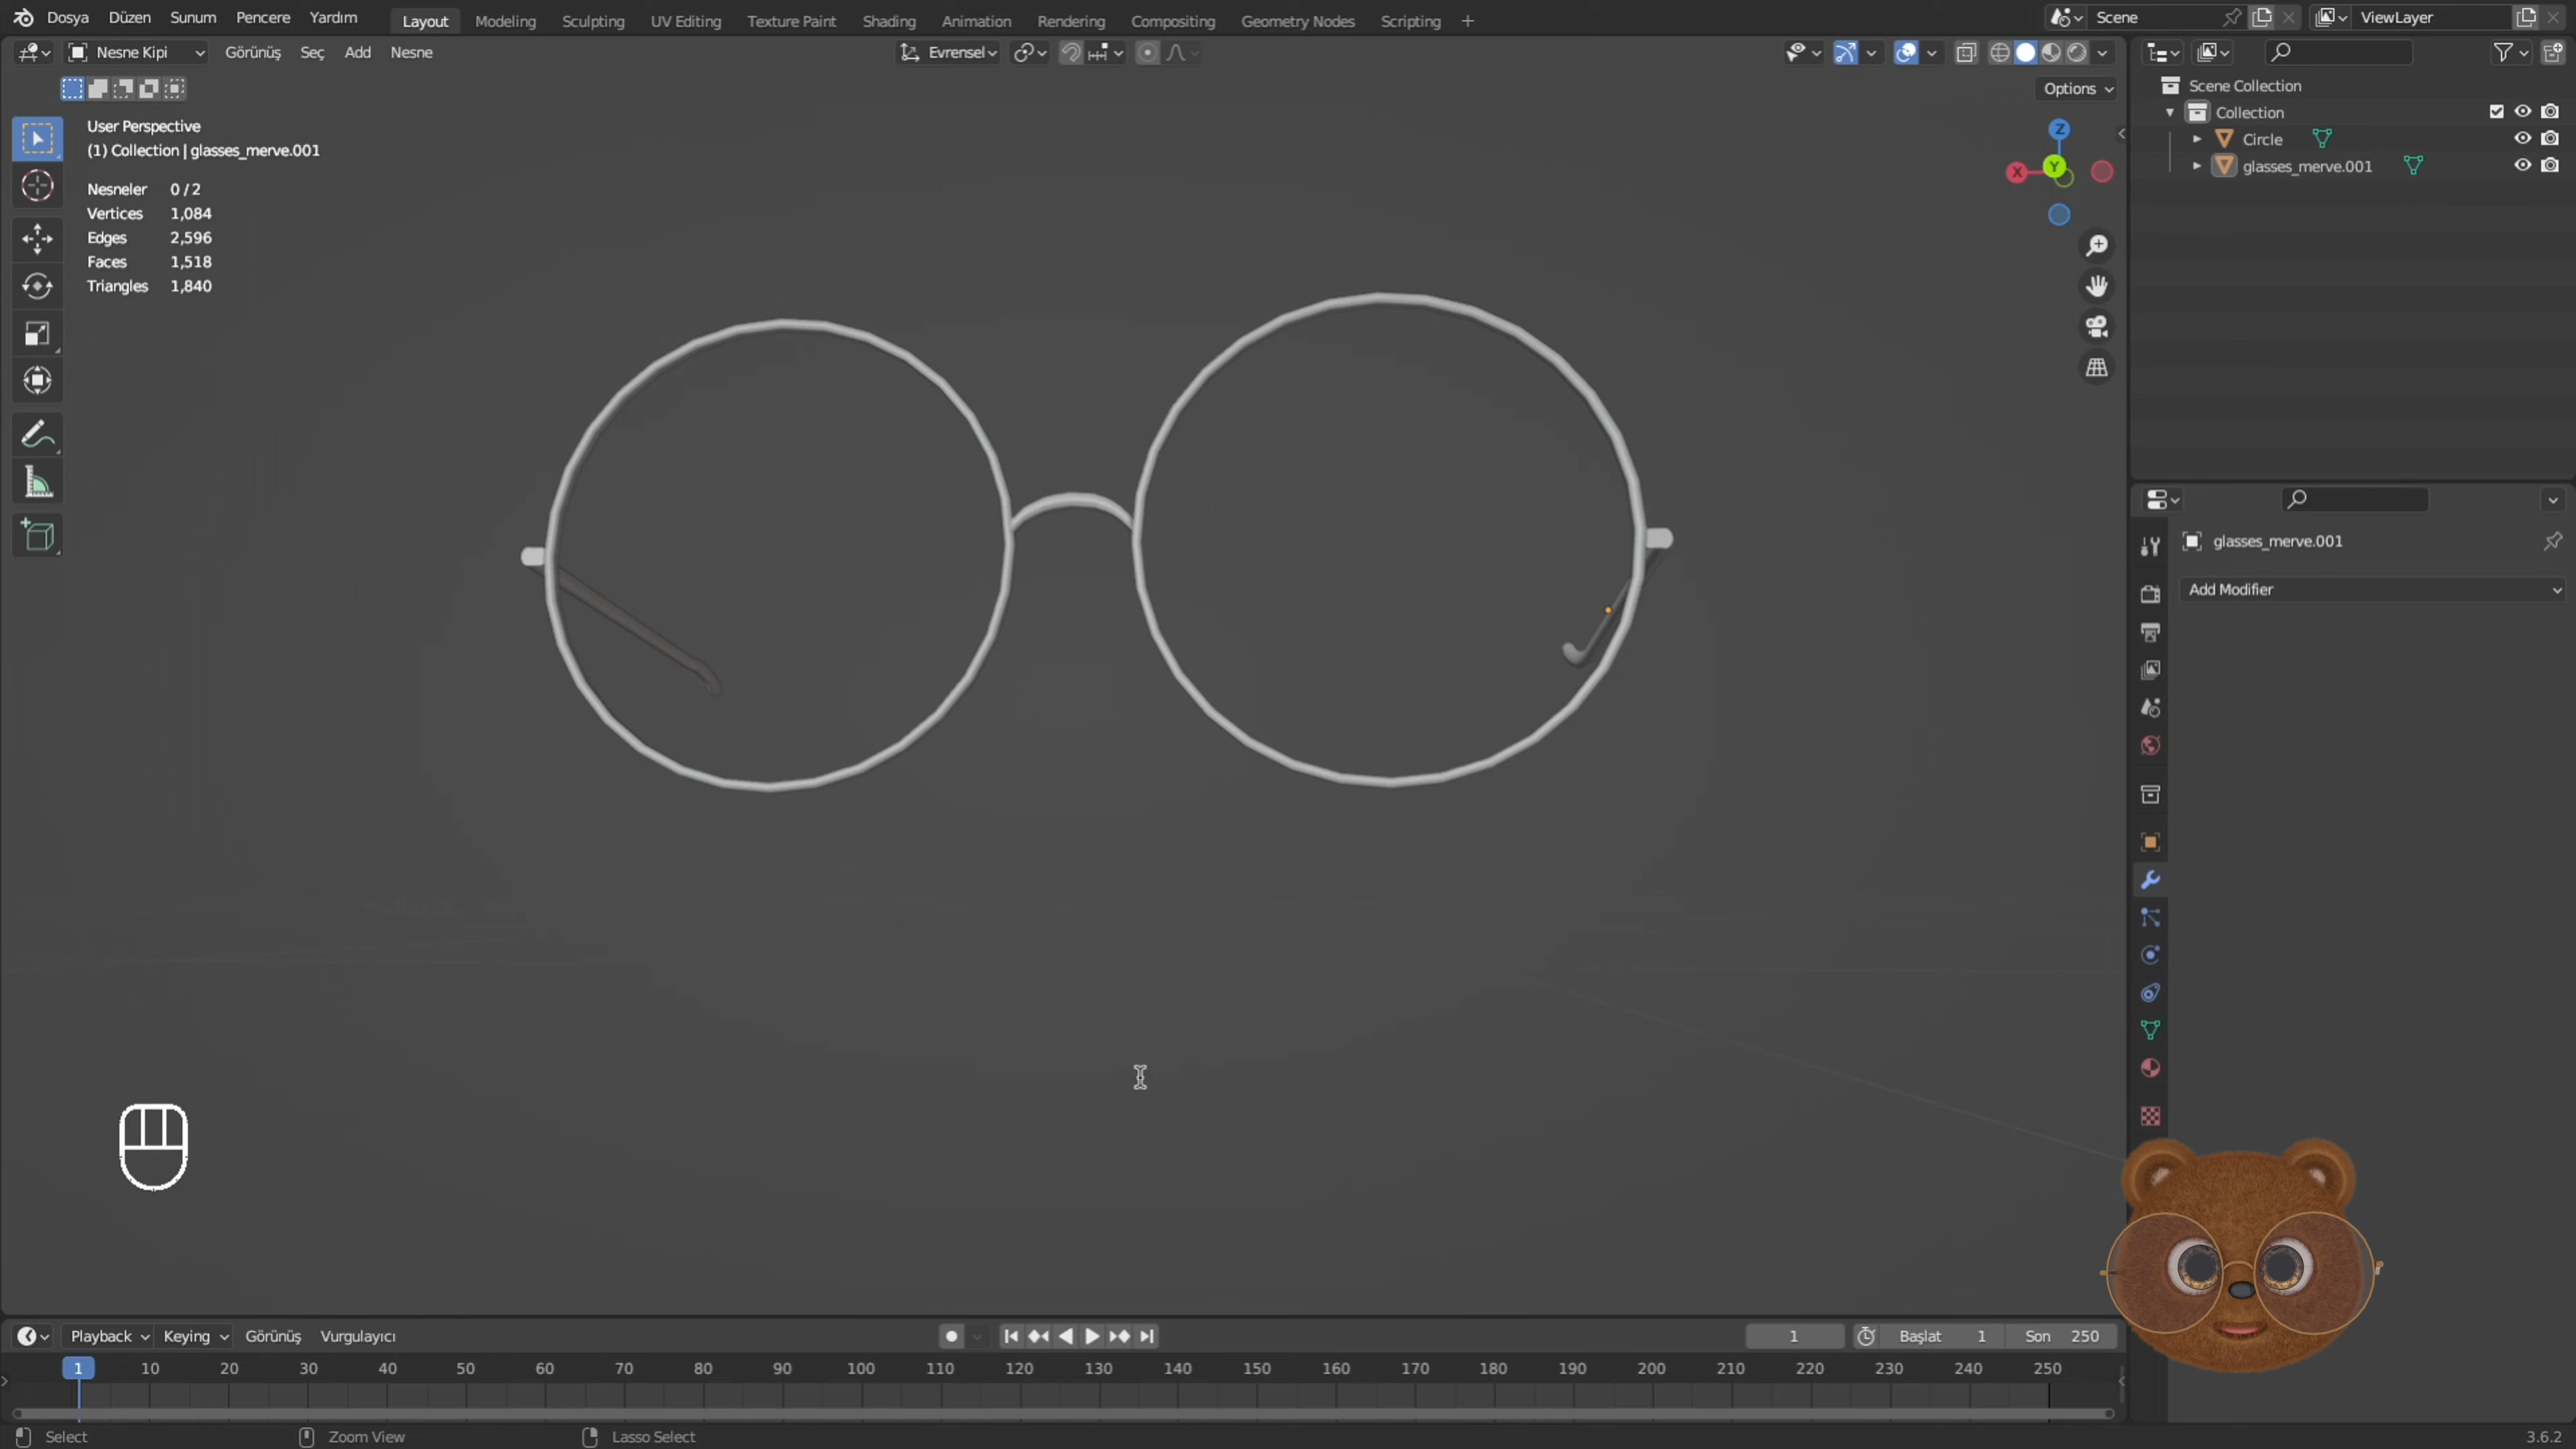 Dosya Düzen Sunum Pencere Yardım Layout Modeling Sculpting UV Editing Texture Paint Shading Animation Rendering Compositing Geometry Nodes Scripting + Scene ViewLayer
Nesne Kipi Görünüş Seç Add Nesne Evrensel
Options
User Perspective
(1) Collection | glasses_merve.001
Nesneler 0 / 2
Vertices 1,084
Edges 2,596
Faces 1,518
Triangles 1,840
Z
X
Y
Scene Collection
Collection
Circle
glasses_merve.001
glasses_merve.001
Add Modifier
Playback Keying Görünüş Vurgulayıcı 1 Başlat 1 Son 250
1 10 20 30 40 50 60 70 80 90 100 110 120 130 140 150 160 170 180 190 200 210 220 230 240 250
Select Zoom View Lasso Select 3.6.2